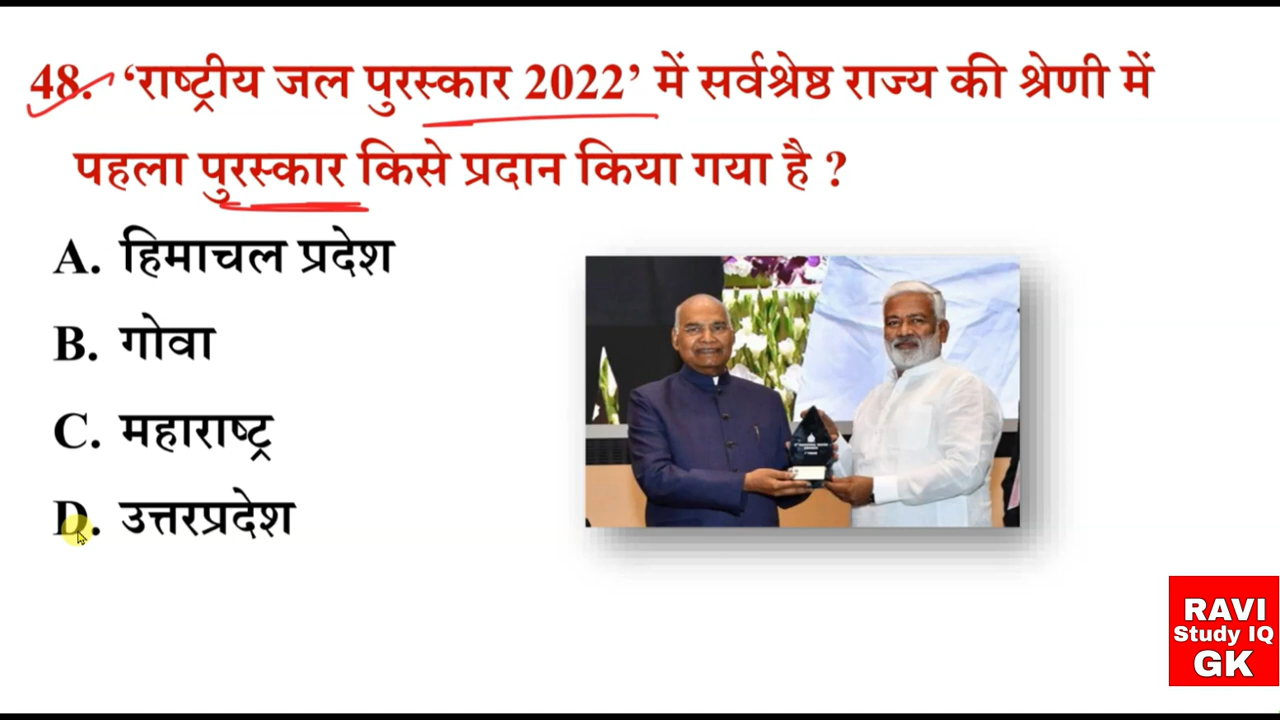 48. ‘राष्ट्रीय जल पुरस्कार 2022’ में सर्वश्रेष्ठ राज्य की श्रेणी में
पहला पुरस्कार किसे प्रदान किया गया है ?
A. हिमाचल प्रदेश
B. गोवा
C. महाराष्ट्र
D. उत्तरप्रदेश
RAVI
Study IQ
GK